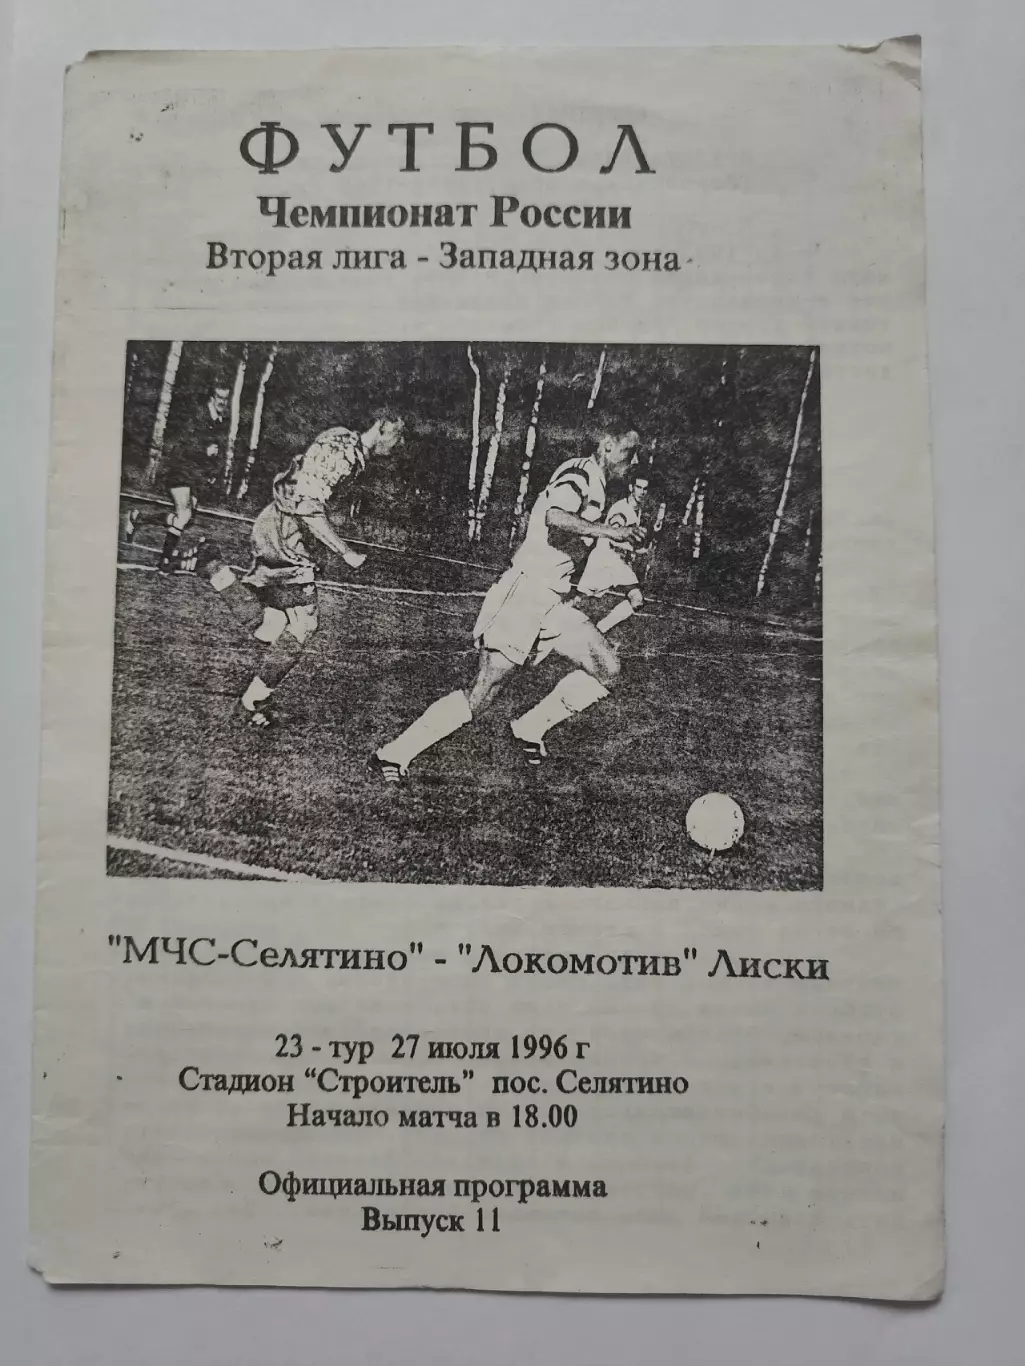 ФУТБОЛ
Чемпионат России
Вторая лига - Западная зона
"МЧС-Селятино" - "Локомотив" Лиски
23 - тур 27 июля 1996 г
Стадион “Строитель” пос. Селятино
Начало матча в 18.00
Официальная программа
Выпуск 11